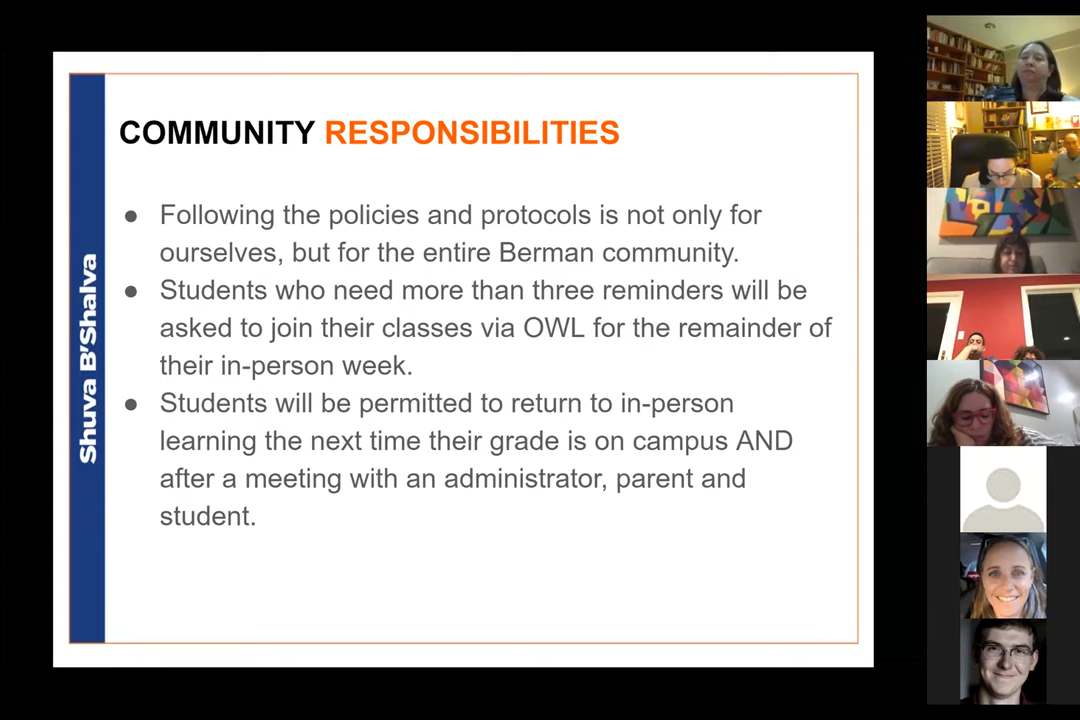 COMMUNITY RESPONSIBILITIES
● Following the policies and protocols is not only for
ourselves, but for the entire Berman community.
● Students who need more than three reminders will be
asked to join their classes via OWL for the remainder of
their in-person week.
● Students will be permitted to return to in-person
learning the next time their grade is on campus AND
after a meeting with an administrator, parent and
student.
Shuva B'Shalva